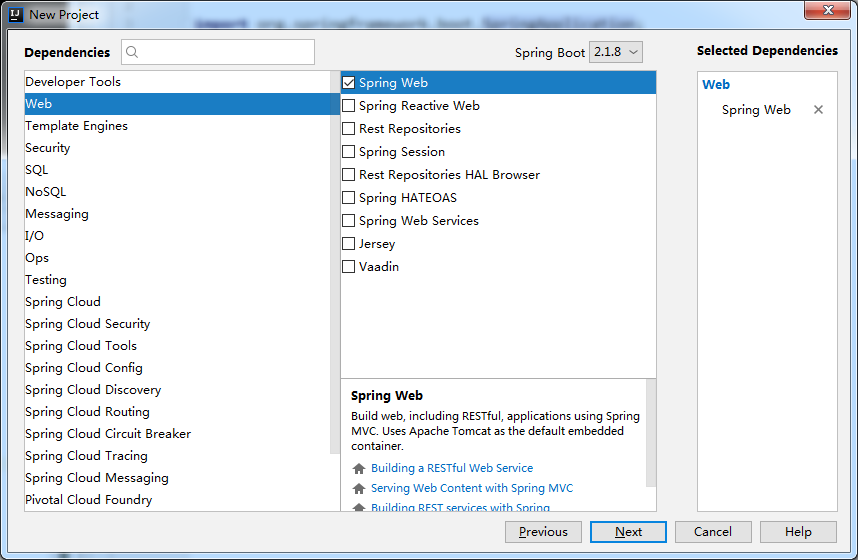 New Project
import org.springframework.boot.SpringApplication;
Dependencies
Spring Boot 2.1.8
Selected Dependencies
Developer Tools
Web
Template Engines
Security
SQL
NoSQL
Messaging
I/O
Ops
Testing
Spring Cloud
Spring Cloud Security
Spring Cloud Tools
Spring Cloud Config
Spring Cloud Discovery
Spring Cloud Routing
Spring Cloud Circuit Breaker
Spring Cloud Tracing
Spring Cloud Messaging
Pivotal Cloud Foundry
Spring Web
Spring Reactive Web
Rest Repositories
Spring Session
Rest Repositories HAL Browser
Spring HATEOAS
Spring Web Services
Jersey
Vaadin
Spring Web
Build web, including RESTful, applications using Spring
MVC. Uses Apache Tomcat as the default embedded
container.
Building a RESTful Web Service
Serving Web Content with Spring MVC
Building REST services with Spring
Web
Spring Web
Previous
Next
Cancel
Help